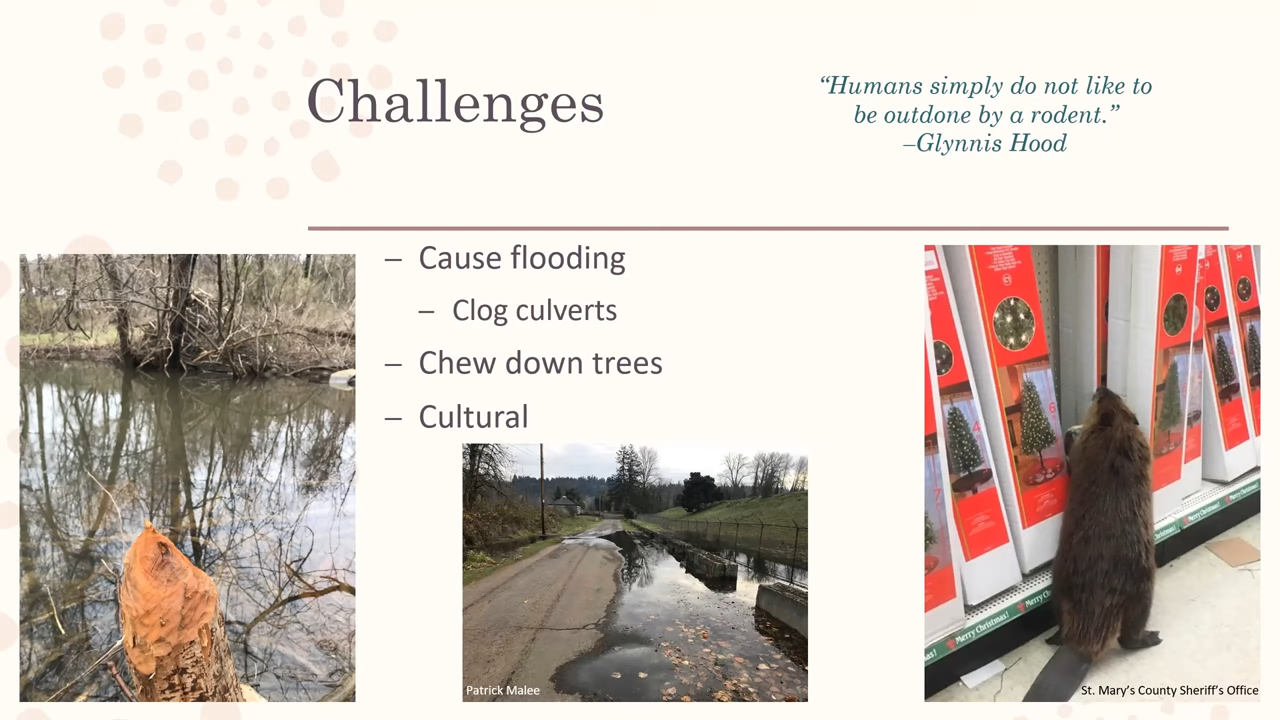 Challenges
“Humans simply do not like to
be outdone by a rodent.”
–Glynnis Hood
– Cause flooding
– Clog culverts
– Chew down trees
– Cultural
Patrick Malee
Merry Christmas!
St. Mary’s County Sheriff’s Office